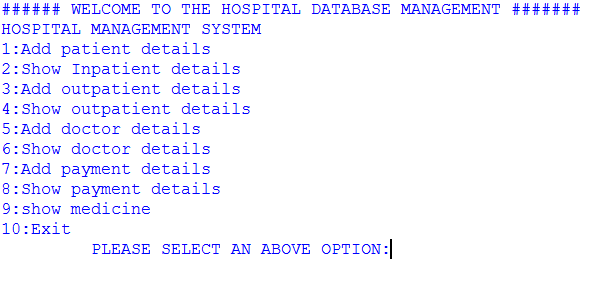 ###### WELCOME TO THE HOSPITAL DATABASE MANAGEMENT #######
HOSPITAL MANAGEMENT SYSTEM
1:Add patient details
2:Show Inpatient details
3:Add outpatient details
4:Show outpatient details
5:Add doctor details
6:Show doctor details
7:Add payment details
8:Show payment details
9:show medicine
10:Exit
PLEASE SELECT AN ABOVE OPTION: